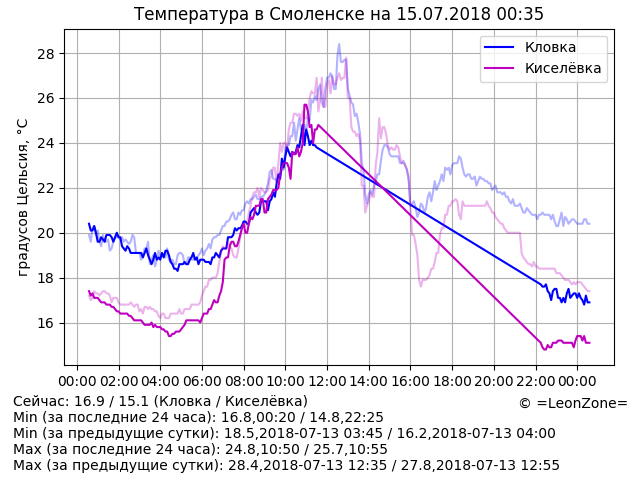 Температура в Смоленске на 15.07.2018 00:35
градусов Цельсия, °C
28
26
24
22
20
18
16
Кловка
Киселёвка
00:00 02:00 04:00 06:00 08:00 10:00 12:00 14:00 16:00 18:00 20:00 22:00 00:00
Сейчас: 16.9 / 15.1 (Кловка / Киселёвка)
© =LeonZone=
Min (за последние 24 часа): 16.8,00:20 / 14.8,22:25
Min (за предыдущие сутки): 18.5,2018-07-13 03:45 / 16.2,2018-07-13 04:00
Max (за последние 24 часа): 24.8,10:50 / 25.7,10:55
Max (за предыдущие сутки): 28.4,2018-07-13 12:35 / 27.8,2018-07-13 12:55